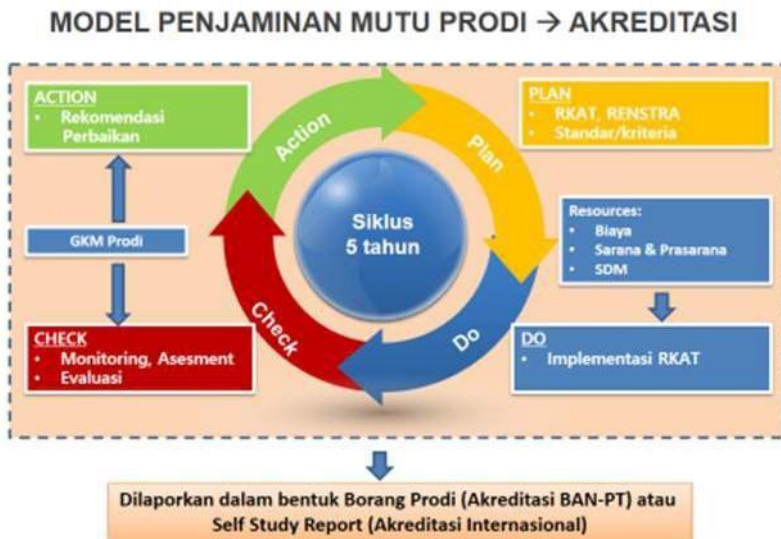 MODEL PENJAMINAN MUTU PRODI → AKREDITASI
ACTION
• Rekomendasi
Perbaikan
GKM Prodi
CHECK
• Monitoring, Asesment
• Evaluasi
Action
Plan
Do
Check
Siklus
5 tahun
PLAN
• RKAT, RENSTRA
• Standar/kriteria
Resources:
• Biaya
• Sarana & Prasarana
• SDM
DO
• Implementasi RKAT
Dilaporkan dalam bentuk Borang Prodi (Akreditasi BAN-PT) atau
Self Study Report (Akreditasi Internasional)